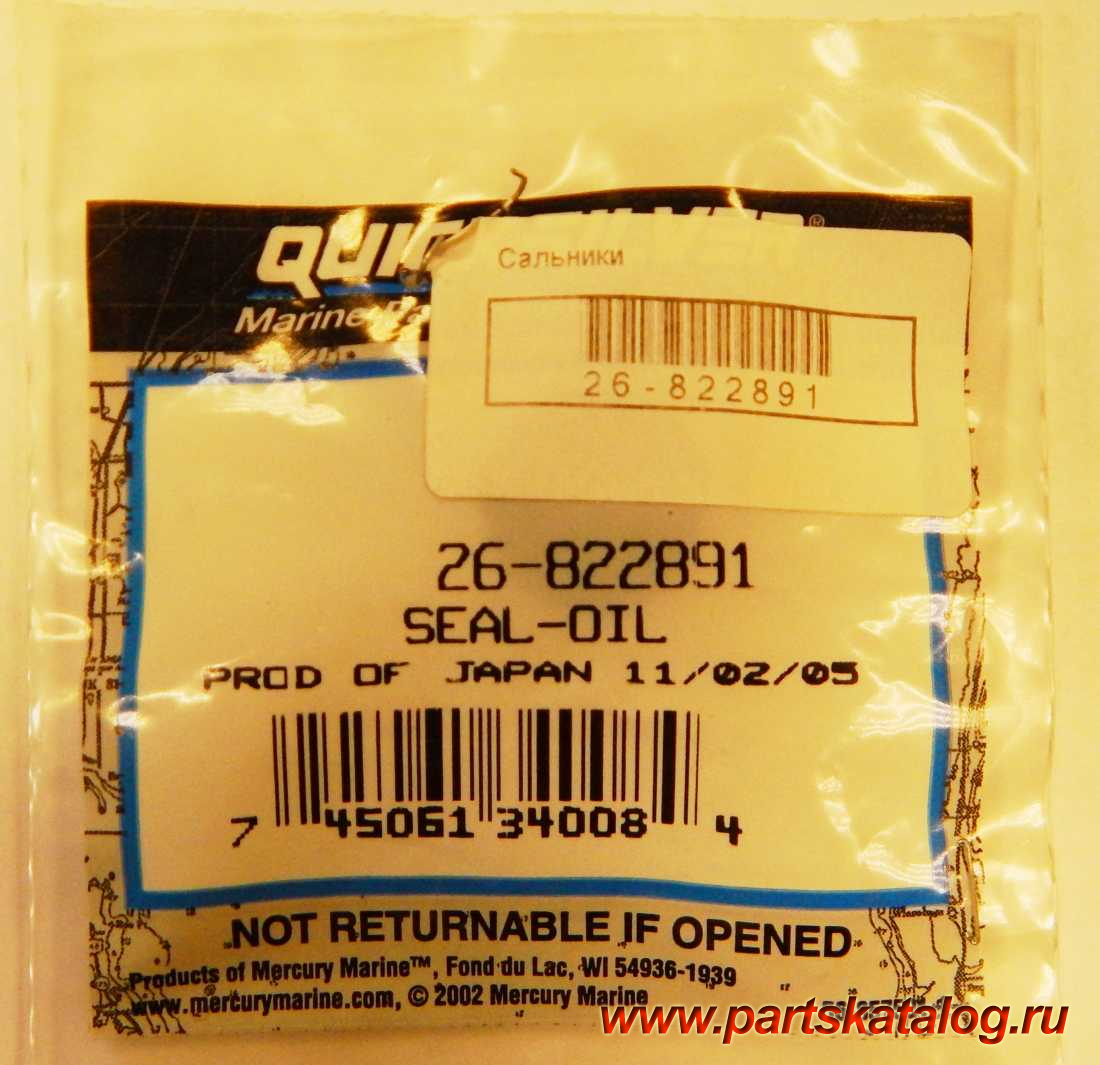 Сальники
26-822891
Marine
26-822891
SEAL-OIL
PROD OF JAPAN 11/02/05
7 45061 34008 4
NOT RETURNABLE IF OPENED
Products of Mercury Marine™, Fond du Lac, WI 54936-1939
www.mercurymarine.com, © 2002 Mercury Marine
www.partskatalog.ru